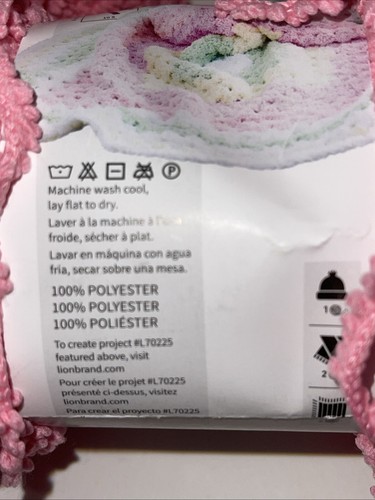 P
Machine wash cool,
lay flat to dry.
Laver à la machine à l'eau
froide, sécher à plat.
Lavar en máquina con agua
fría, secar sobre una mesa.
100% POLYESTER
100% POLYESTER
100% POLIÉSTER
To create project #L70225
featured above, visit
lionbrand.com
Pour créer le projet #L70225
présenté ci-dessus, visitez
lionbrand.com
Para crear el proyecto #L70225
1
2